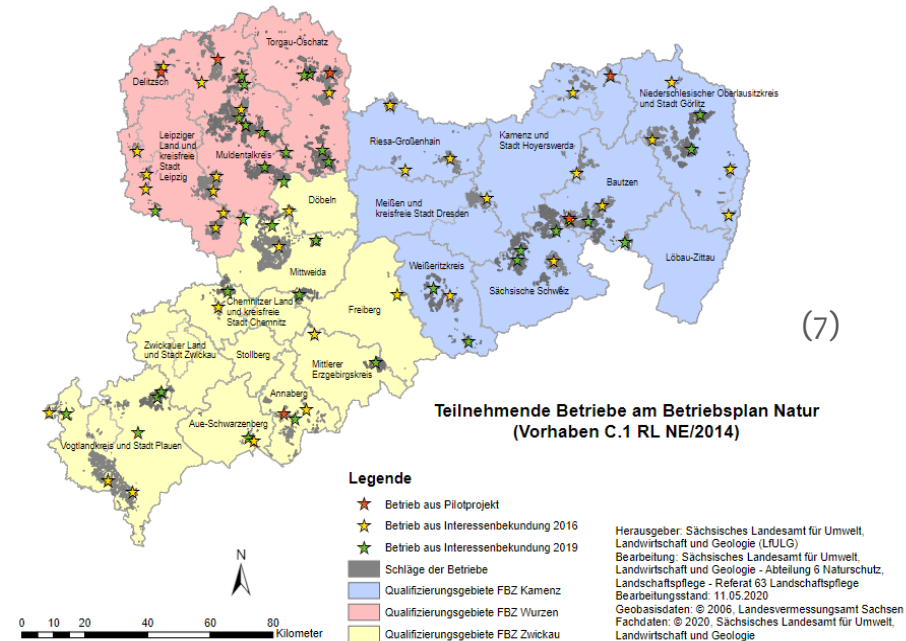 Torgau-Oschatz
Delitzsch
Niederschlesischer Oberlausitzkreis
und Stadt Görlitz
Leipziger
Land und
kreisfreie
Stadt
Leipzig
Muldentalkreis
Riesa-Großenhain
Kamenz und
Stadt Hoyerswerda
Bautzen
Döbeln
Meißen und
kreisfreie Stadt Dresden
Löbau-Zittau
Mittweida
Weißeritzkreis
Sächsische Schweiz
Chemnitzer Land
und kreisfreie
Stadt Chemnitz
Freiberg
(7)
Zwickauer Land
und Stadt Zwickau
Stollberg
Mittlerer
Erzgebirgskreis
Annaberg
Aue-Schwarzenberg
Vogtlandkreis und Stadt Plauen
Teilnehmende Betriebe am Betriebsplan Natur
(Vorhaben C.1 RL NE/2014)
Legende
Betrieb aus Pilotprojekt
Betrieb aus Interessenbekundung 2016
Betrieb aus Interessenbekundung 2019
Schläge der Betriebe
Qualifizierungsgebiete FBZ Kamenz
Qualifizierungsgebiete FBZ Wurzen
Qualifizierungsgebiete FBZ Zwickau
Herausgeber: Sächsisches Landesamt für Umwelt,
Landwirtschaft und Geologie (LfULG)
Bearbeitung: Sächsisches Landesamt für Umwelt,
Landwirtschaft und Geologie - Abteilung 6 Naturschutz,
Landschaftspflege - Referat 63 Landschaftspflege
Bearbeitungsstand: 11.05.2020
Geobasisdaten: © 2006, Landesvermessungsamt Sachsen
Fachdaten: © 2020, Sächsisches Landesamt für Umwelt,
Landwirtschaft und Geologie
N
0 10 20 40 60 80
Kilometer